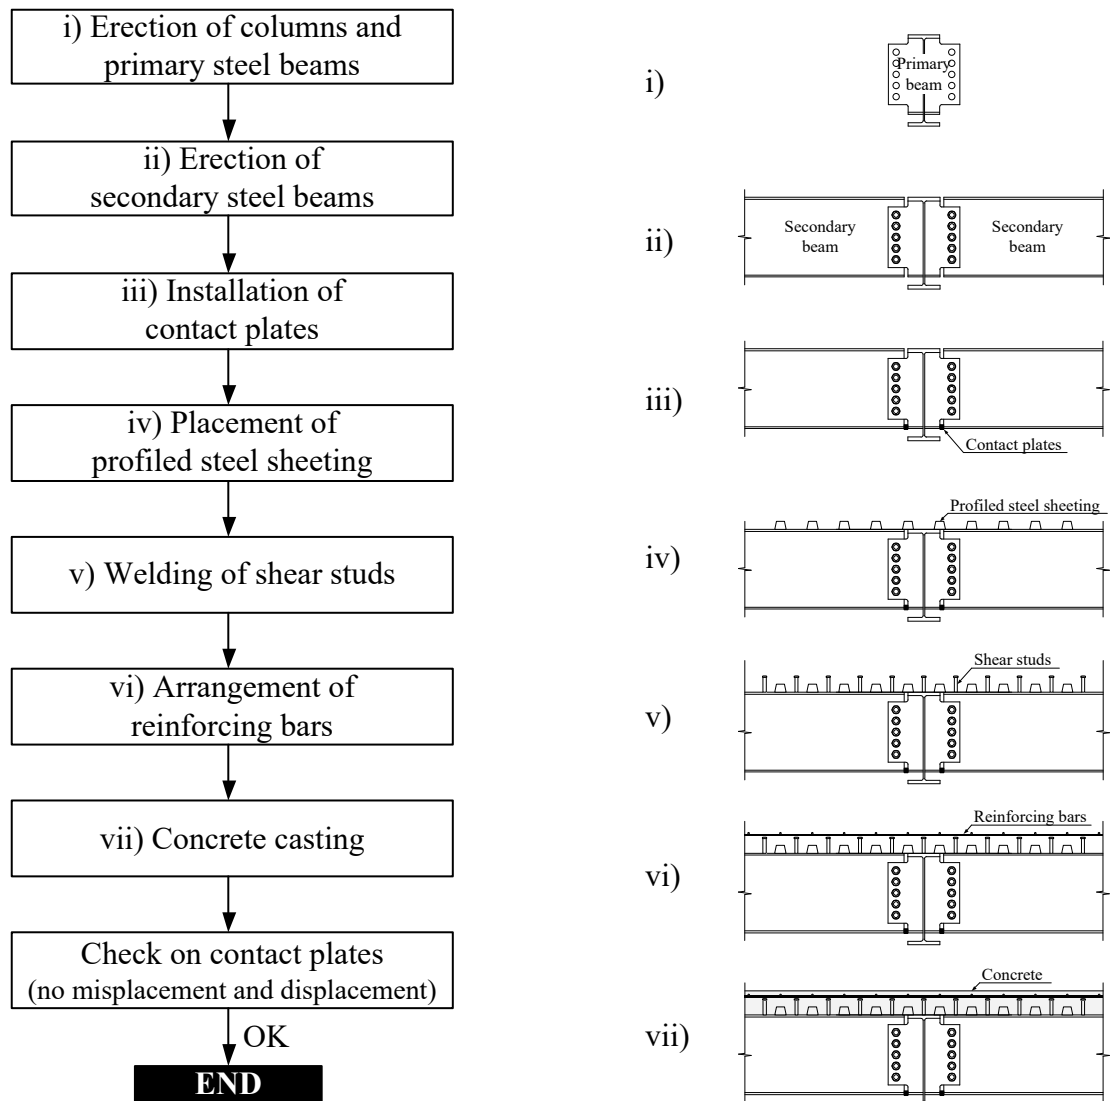 i) Erection of columns and
primary steel beams
ii) Erection of
secondary steel beams
iii) Installation of
contact plates
iv) Placement of
profiled steel sheeting
v) Welding of shear studs
vi) Arrangement of
reinforcing bars
vii) Concrete casting
Check on contact plates
(no misplacement and displacement)
OK
END
i)
Primary
beam
ii)
Secondary
beam
Secondary
beam
iii)
Contact plates
iv)
Profiled steel sheeting
v)
Shear studs
vi)
Reinforcing bars
vii)
Concrete